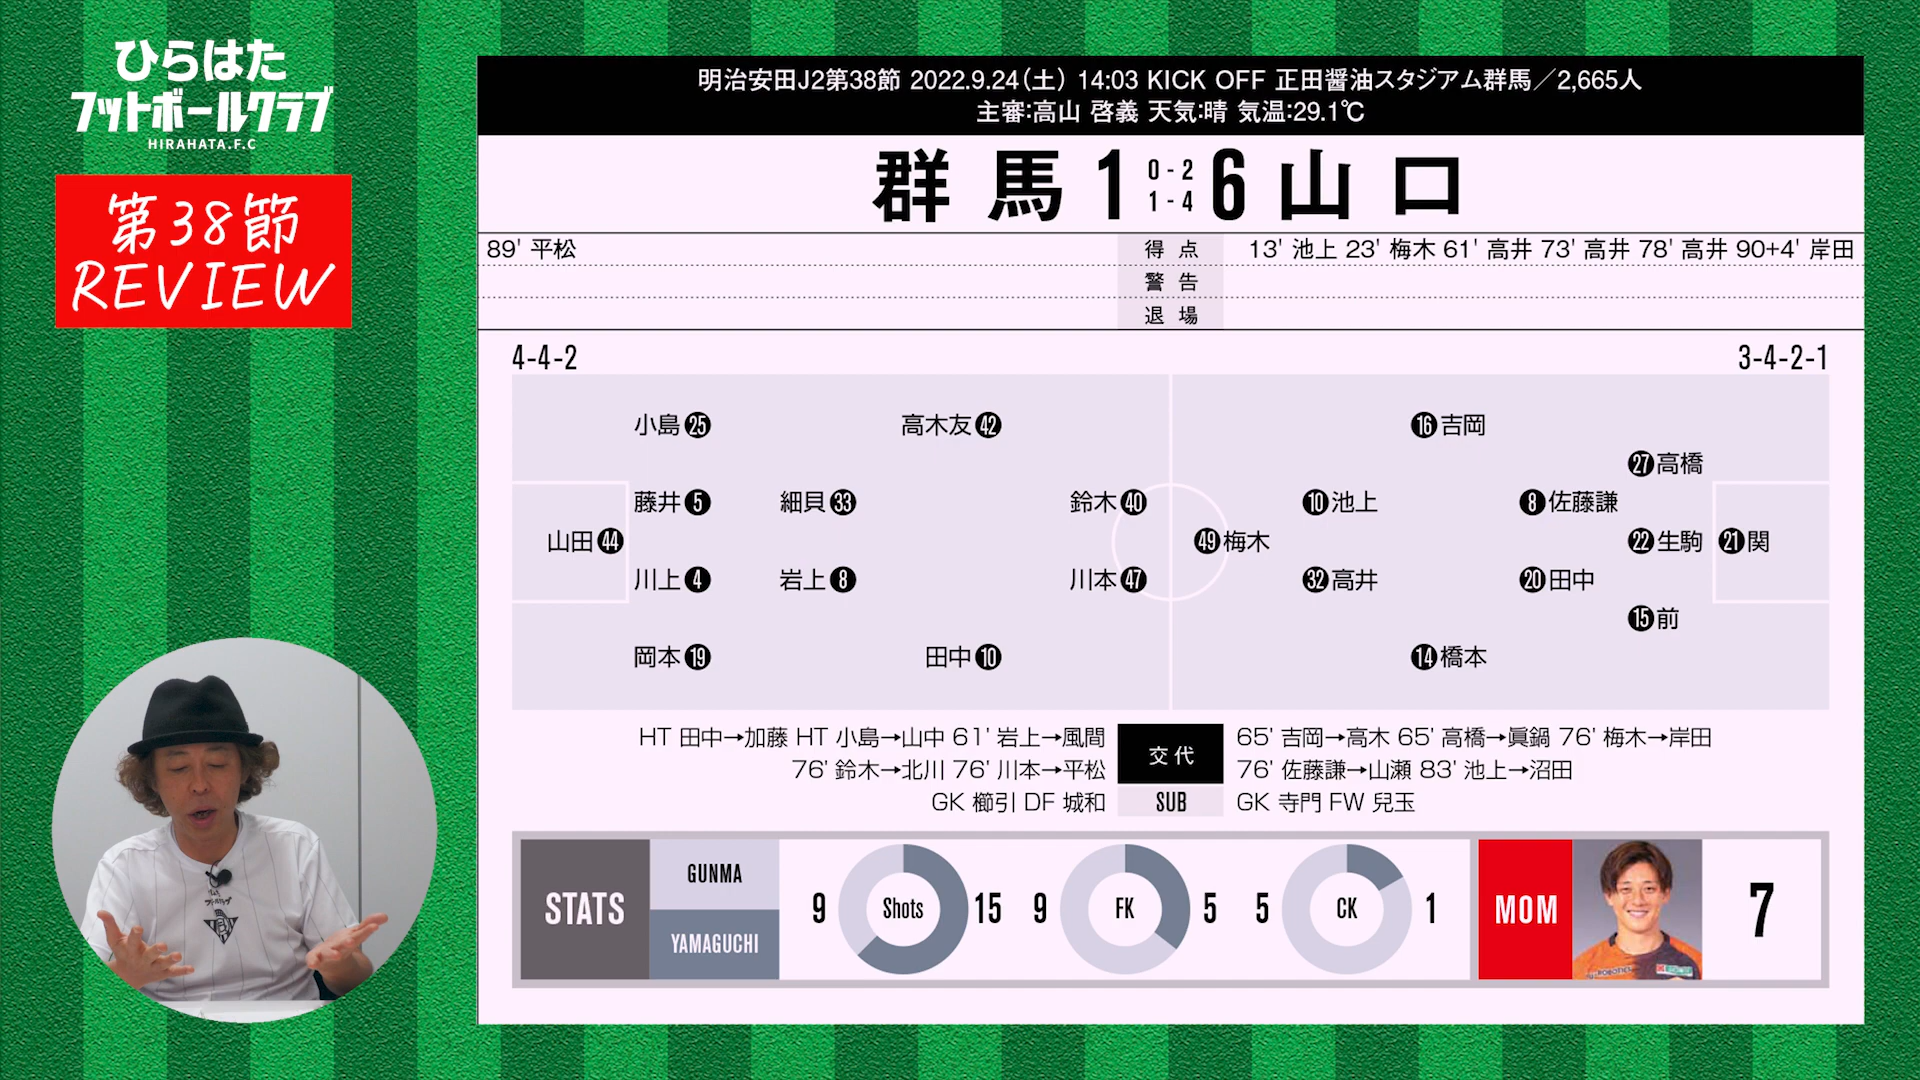 ひらはた
フットボールクラブ
HIRAHATA.F.C
第38節
REVIEW
明治安田J2第38節 2022.9.24(土) 14:03 KICK OFF 正田醤油スタジアム群馬/2,665人
主審:高山 啓義 天気:晴 気温:29.1℃
群馬 1 0-2 6 山口
1-4
89' 平松 得点 13' 池上 23' 梅木 61' 高井 73' 高井 78' 高井 90+4' 岸田
警告
退場
4-4-2 3-4-2-1
小島 25 高木友 42 16 吉岡
27 高橋
藤井 5 細貝 33 鈴木 40 10 池上 8 佐藤謙
山田 44 49 梅木 22 生駒 21 関
川上 4 岩上 8 川本 47 32 高井 20 田中
15 前
岡本 19 田中 10 14 橋本
HT 田中→加藤 HT 小島→山中 61' 岩上→風間 交代 65' 吉岡→高木 65' 高橋→眞鍋 76' 梅木→岸田
76' 鈴木→北川 76' 川本→平松 76' 佐藤謙→山瀬 83' 池上→沼田
GK 櫛引 DF 城和 SUB GK 寺門 FW 兒玉
STATS GUNMA 9 Shots 15 9 FK 5 5 CK 1 MOM 7
YAMAGUCHI